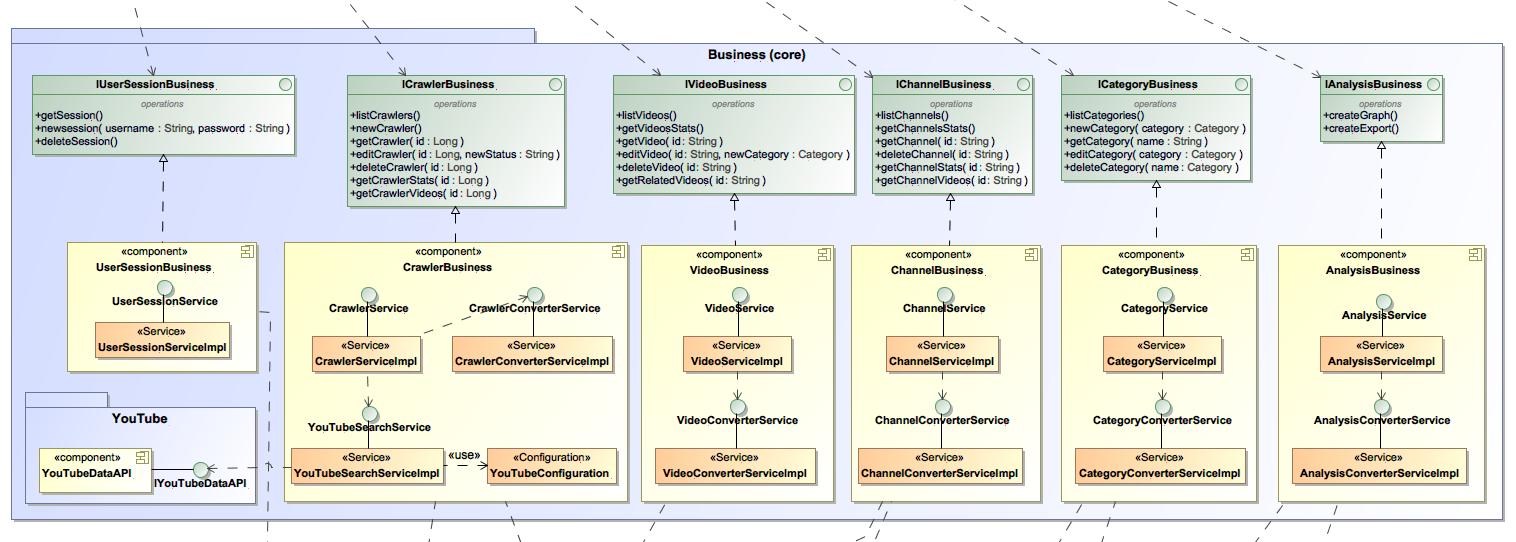 Business (core)
IUserSessionBusiness
operations
+getSession()
+newsession( username : String, password : String )
+deleteSession()
ICrawlerBusiness
operations
+listCrawlers()
+newCrawler()
+getCrawler( id : Long )
+editCrawler( id : Long, newStatus : String )
+deleteCrawler( id : Long )
+getCrawlerStats( id : Long )
+getCrawlerVideos( id : Long )
IVideoBusiness
operations
+listVideos()
+getVideosStats()
+getVideo( id : String )
+editVideo( id : String, newCategory : Category )
+deleteVideo( id : String )
+getRelatedVideos( id : String )
IChannelBusiness
operations
+listChannels()
+getChannelsStats()
+getChannel( id : String )
+deleteChannel( id : String )
+getChannelStats( id : String )
+getChannelVideos( id : String )
ICategoryBusiness
operations
+listCategories()
+newCategory( category : Category )
+getCategory( name : String )
+editCategory( category : Category )
+deleteCategory( name : Category )
IAnalysisBusiness
operations
+createGraph()
+createExport()
«component»
UserSessionBusiness
UserSessionService
«Service»
UserSessionServiceImpl
«component»
CrawlerBusiness
CrawlerService
CrawlerConverterService
«Service»
CrawlerServiceImpl
«Service»
CrawlerConverterServiceImpl
YouTubeSearchService
«Service»
YouTubeSearchServiceImpl
«use»
«Configuration»
YouTubeConfiguration
«component»
VideoBusiness
VideoService
«Service»
VideoServiceImpl
VideoConverterService
«Service»
VideoConverterServiceImpl
«component»
ChannelBusiness
ChannelService
«Service»
ChannelServiceImpl
ChannelConverterService
«Service»
ChannelConverterServiceImpl
«component»
CategoryBusiness
CategoryService
«Service»
CategoryServiceImpl
CategoryConverterService
«Service»
CategoryConverterServiceImpl
«component»
AnalysisBusiness
AnalysisService
«Service»
AnalysisServiceImpl
AnalysisConverterService
«Service»
AnalysisConverterServiceImpl
YouTube
«component»
YouTubeDataAPI
IYouTubeDataAPI